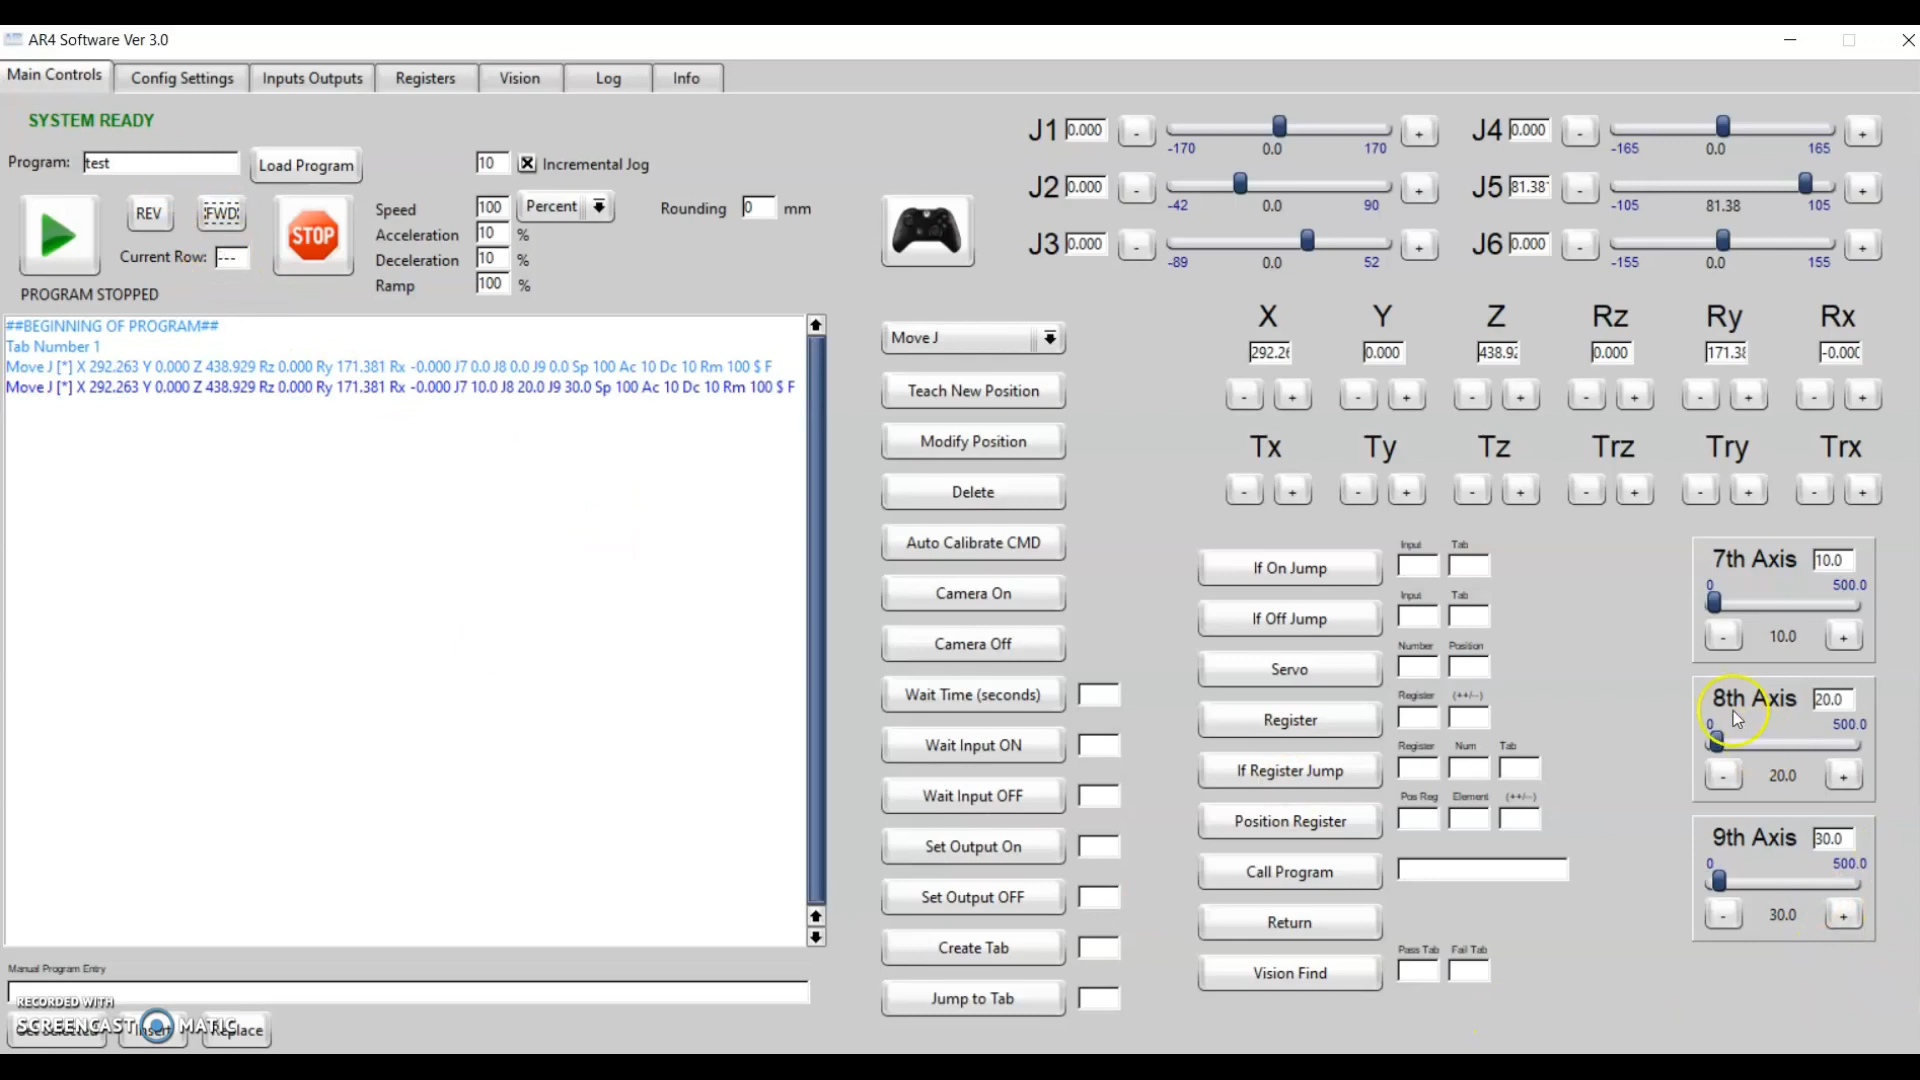 AR4 Software Ver 3.0
Main Controls Config Settings Inputs Outputs Registers Vision Log Info
SYSTEM READY
Program: test Load Program
10 Incremental Jog
REV FWD STOP
Current Row: ---
PROGRAM STOPPED
Speed 100 Percent
Acceleration 10 %
Deceleration 10 %
Ramp 100 %
Rounding 0 mm
J1 0.000 - +
-170 0.0 170
J2 0.000 - +
-42 0.0 90
J3 0.000 - +
-89 0.0 52
J4 0.000 - +
-165 0.0 165
J5 81.38 - +
-105 81.38 105
J6 0.000 - +
-155 0.0 155
##BEGINNING OF PROGRAM##
Tab Number 1
Move J [*] X 292.263 Y 0.000 Z 438.929 Rz 0.000 Ry 171.381 Rx -0.000 J7 0.0 J8 0.0 J9 0.0 Sp 100 Ac 10 Dc 10 Rm 100 $ F
Move J [*] X 292.263 Y 0.000 Z 438.929 Rz 0.000 Ry 171.381 Rx -0.000 J7 10.0 J8 20.0 J9 30.0 Sp 100 Ac 10 Dc 10 Rm 100 $ F
Manual Program Entry
RECORDED WITH
SCREENCAST MATIC
Insert Replace
Move J
Teach New Position
Modify Position
Delete
Auto Calibrate CMD
Camera On
Camera Off
Wait Time (seconds)
Wait Input ON
Wait Input OFF
Set Output On
Set Output OFF
Create Tab
Jump to Tab
X Y Z Rz Ry Rx
292.26 0.000 438.92 0.000 171.38 -0.000
- + - + - + - + - + - +
Tx Ty Tz Trz Try Trx
- + - + - + - + - + - +
Input Tab
If On Jump
Input Tab
If Off Jump
Number Position
Servo
Register (++/--)
Register
Register Num Tab
If Register Jump
Pos Reg Element (++/--)
Position Register
Call Program
Return
Pass Tab Fail Tab
Vision Find
7th Axis 10.0
0 500.0
- 10.0 +
8th Axis 20.0
0 500.0
- 20.0 +
9th Axis 30.0
0 500.0
- 30.0 +